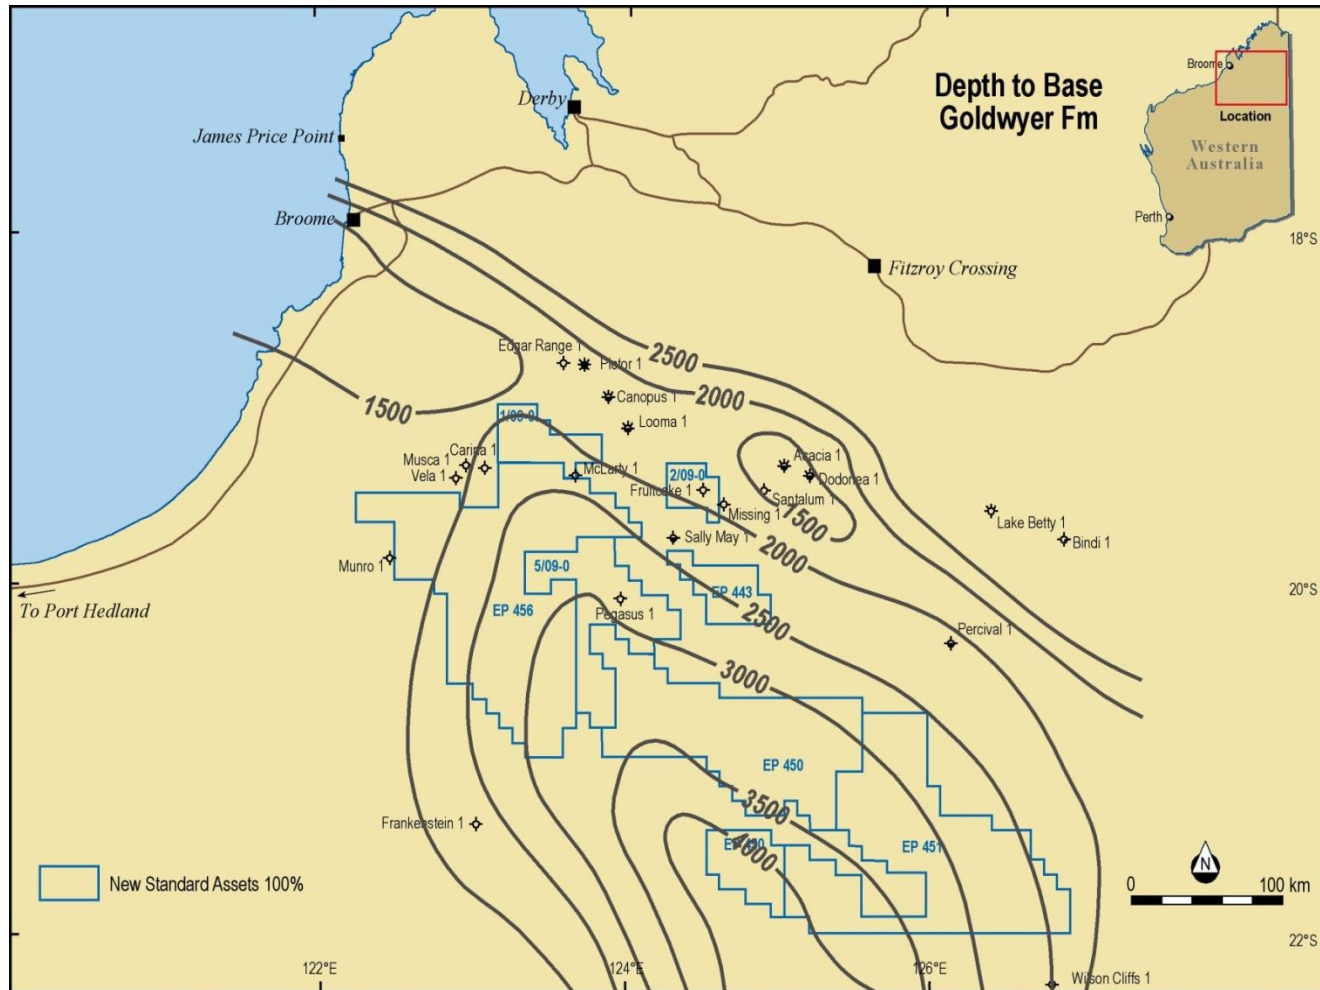 Depth to Base
Goldwyer Fm
Broome
Location
Western
Australia
Perth
Derby
James Price Point
Broome
18°S
Fitzroy Crossing
Edgar Range 1
Pictor 1
2500
2000
Canopus 1
1500
1/09-0
Looma 1
Carina 1
Musca 1
Vela 1
McLarty 1
2/09-0
Acacia 1
Dodonea 1
Fruitcake 1
Santalum 1
Missing 1
1500
Lake Betty 1
Bindi 1
Sally May 1
2000
Munro 1
5/09-0
EP 443
20°S
To Port Hedland
EP 456
Pegasus 1
2500
Percival 1
3000
EP 450
3500
Frankenstein 1
4000
EP 451
New Standard Assets 100%
N
0
100 km
22°S
122°E
124°E
126°E
Wilson Cliffs 1